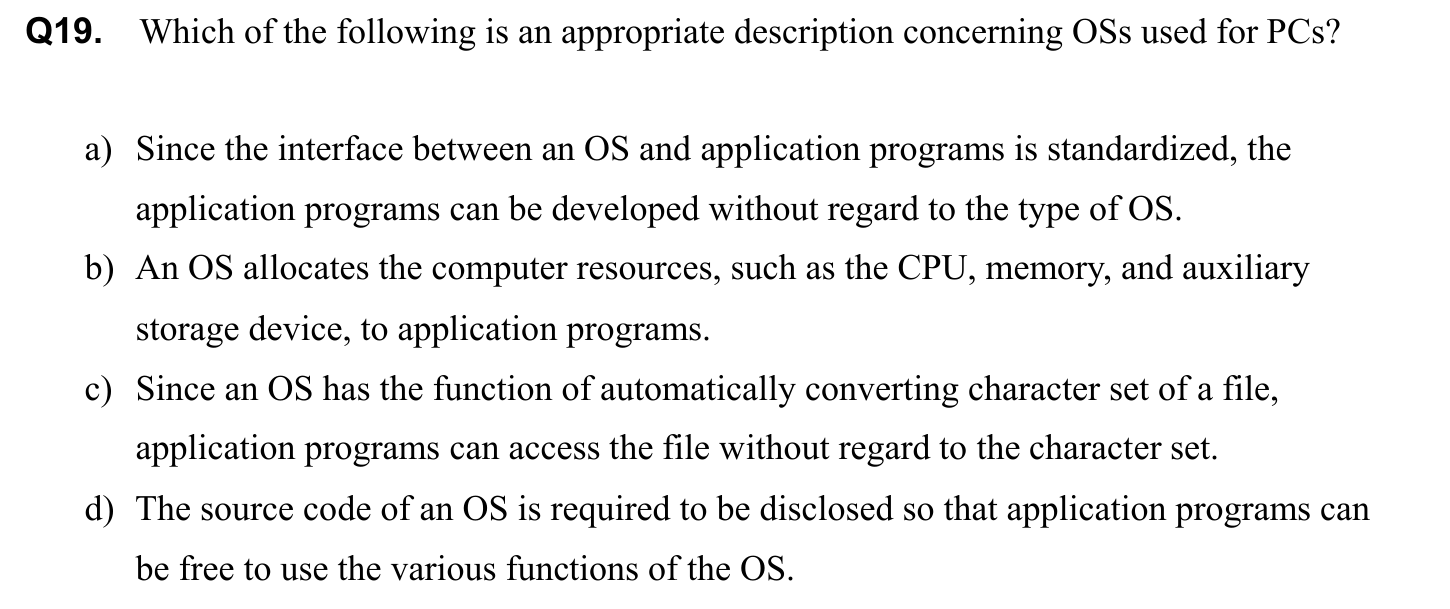 Q19. Which of the following is an appropriate description concerning OSs used for PCs?
a) Since the interface between an OS and application programs is standardized, the
application programs can be developed without regard to the type of OS.
b) An OS allocates the computer resources, such as the CPU, memory, and auxiliary
storage device, to application programs.
c) Since an OS has the function of automatically converting character set of a file,
application programs can access the file without regard to the character set.
d) The source code of an OS is required to be disclosed so that application programs can
be free to use the various functions of the OS.